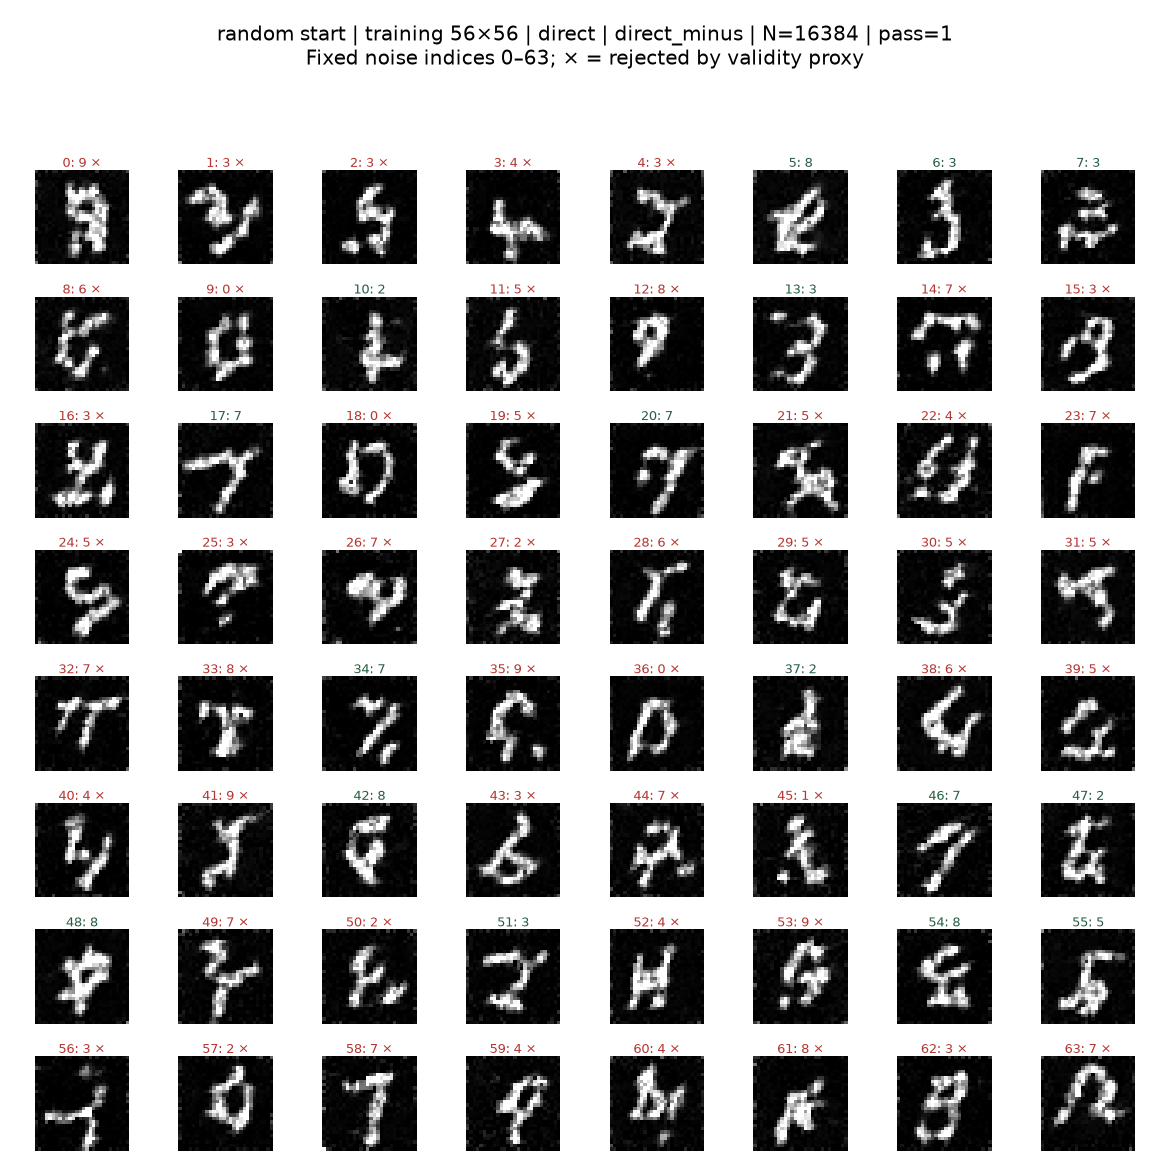 random start | training 56×56 | direct | direct_minus | N=16384 | pass=1
Fixed noise indices 0–63; × = rejected by validity proxy
0: 9 × 1: 3 × 2: 3 × 3: 4 × 4: 3 × 5: 8 6: 3 7: 3
8: 6 × 9: 0 × 10: 2 11: 5 × 12: 8 × 13: 3 14: 7 × 15: 3 ×
16: 3 × 17: 7 18: 0 × 19: 5 × 20: 7 21: 5 × 22: 4 × 23: 7 ×
24: 5 × 25: 3 × 26: 7 × 27: 2 × 28: 6 × 29: 5 × 30: 5 × 31: 5 ×
32: 7 × 33: 8 × 34: 7 35: 9 × 36: 0 × 37: 2 38: 6 × 39: 5 ×
40: 4 × 41: 9 × 42: 8 43: 3 × 44: 7 × 45: 1 × 46: 7 47: 2
48: 8 49: 7 × 50: 2 × 51: 3 52: 4 × 53: 9 × 54: 8 55: 5
56: 3 × 57: 2 × 58: 7 × 59: 4 × 60: 4 × 61: 8 × 62: 3 × 63: 7 ×